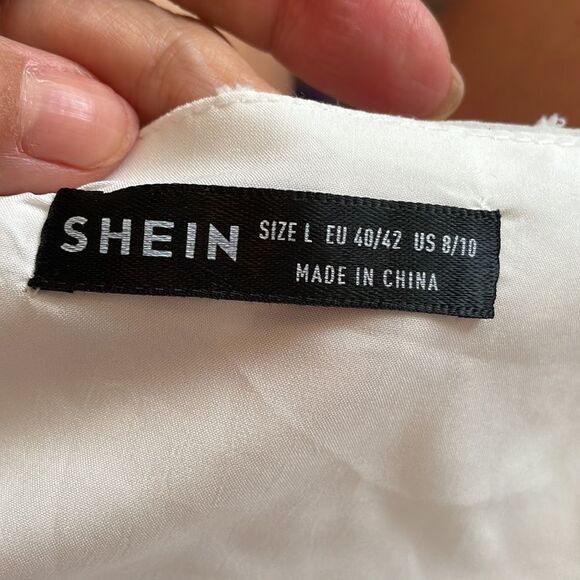 SHEIN
SIZE L EU 40/42 US 8/10
MADE IN CHINA